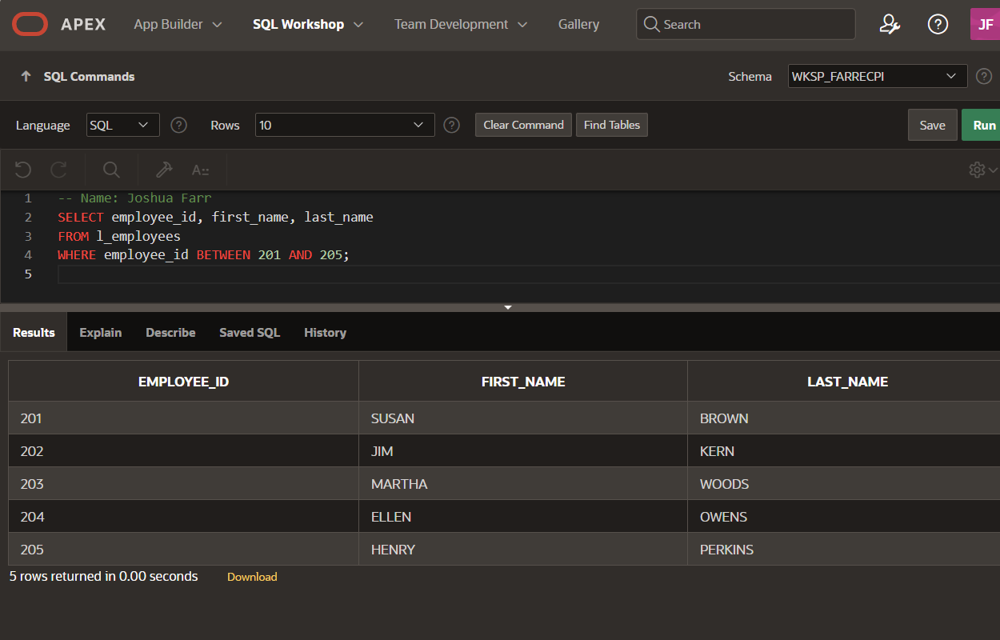 APEX App Builder SQL Workshop Team Development Gallery Search ? JF
↑ SQL Commands Schema WKSP_FARRECPI ?
Language SQL ? Rows 10 ? Clear Command Find Tables Save Run
A::
1 -- Name: Joshua Farr
2 SELECT employee_id, first_name, last_name
3 FROM l_employees
4 WHERE employee_id BETWEEN 201 AND 205;
5
Results Explain Describe Saved SQL History
EMPLOYEE_ID FIRST_NAME LAST_NAME
201 SUSAN BROWN
202 JIM KERN
203 MARTHA WOODS
204 ELLEN OWENS
205 HENRY PERKINS
5 rows returned in 0.00 seconds Download